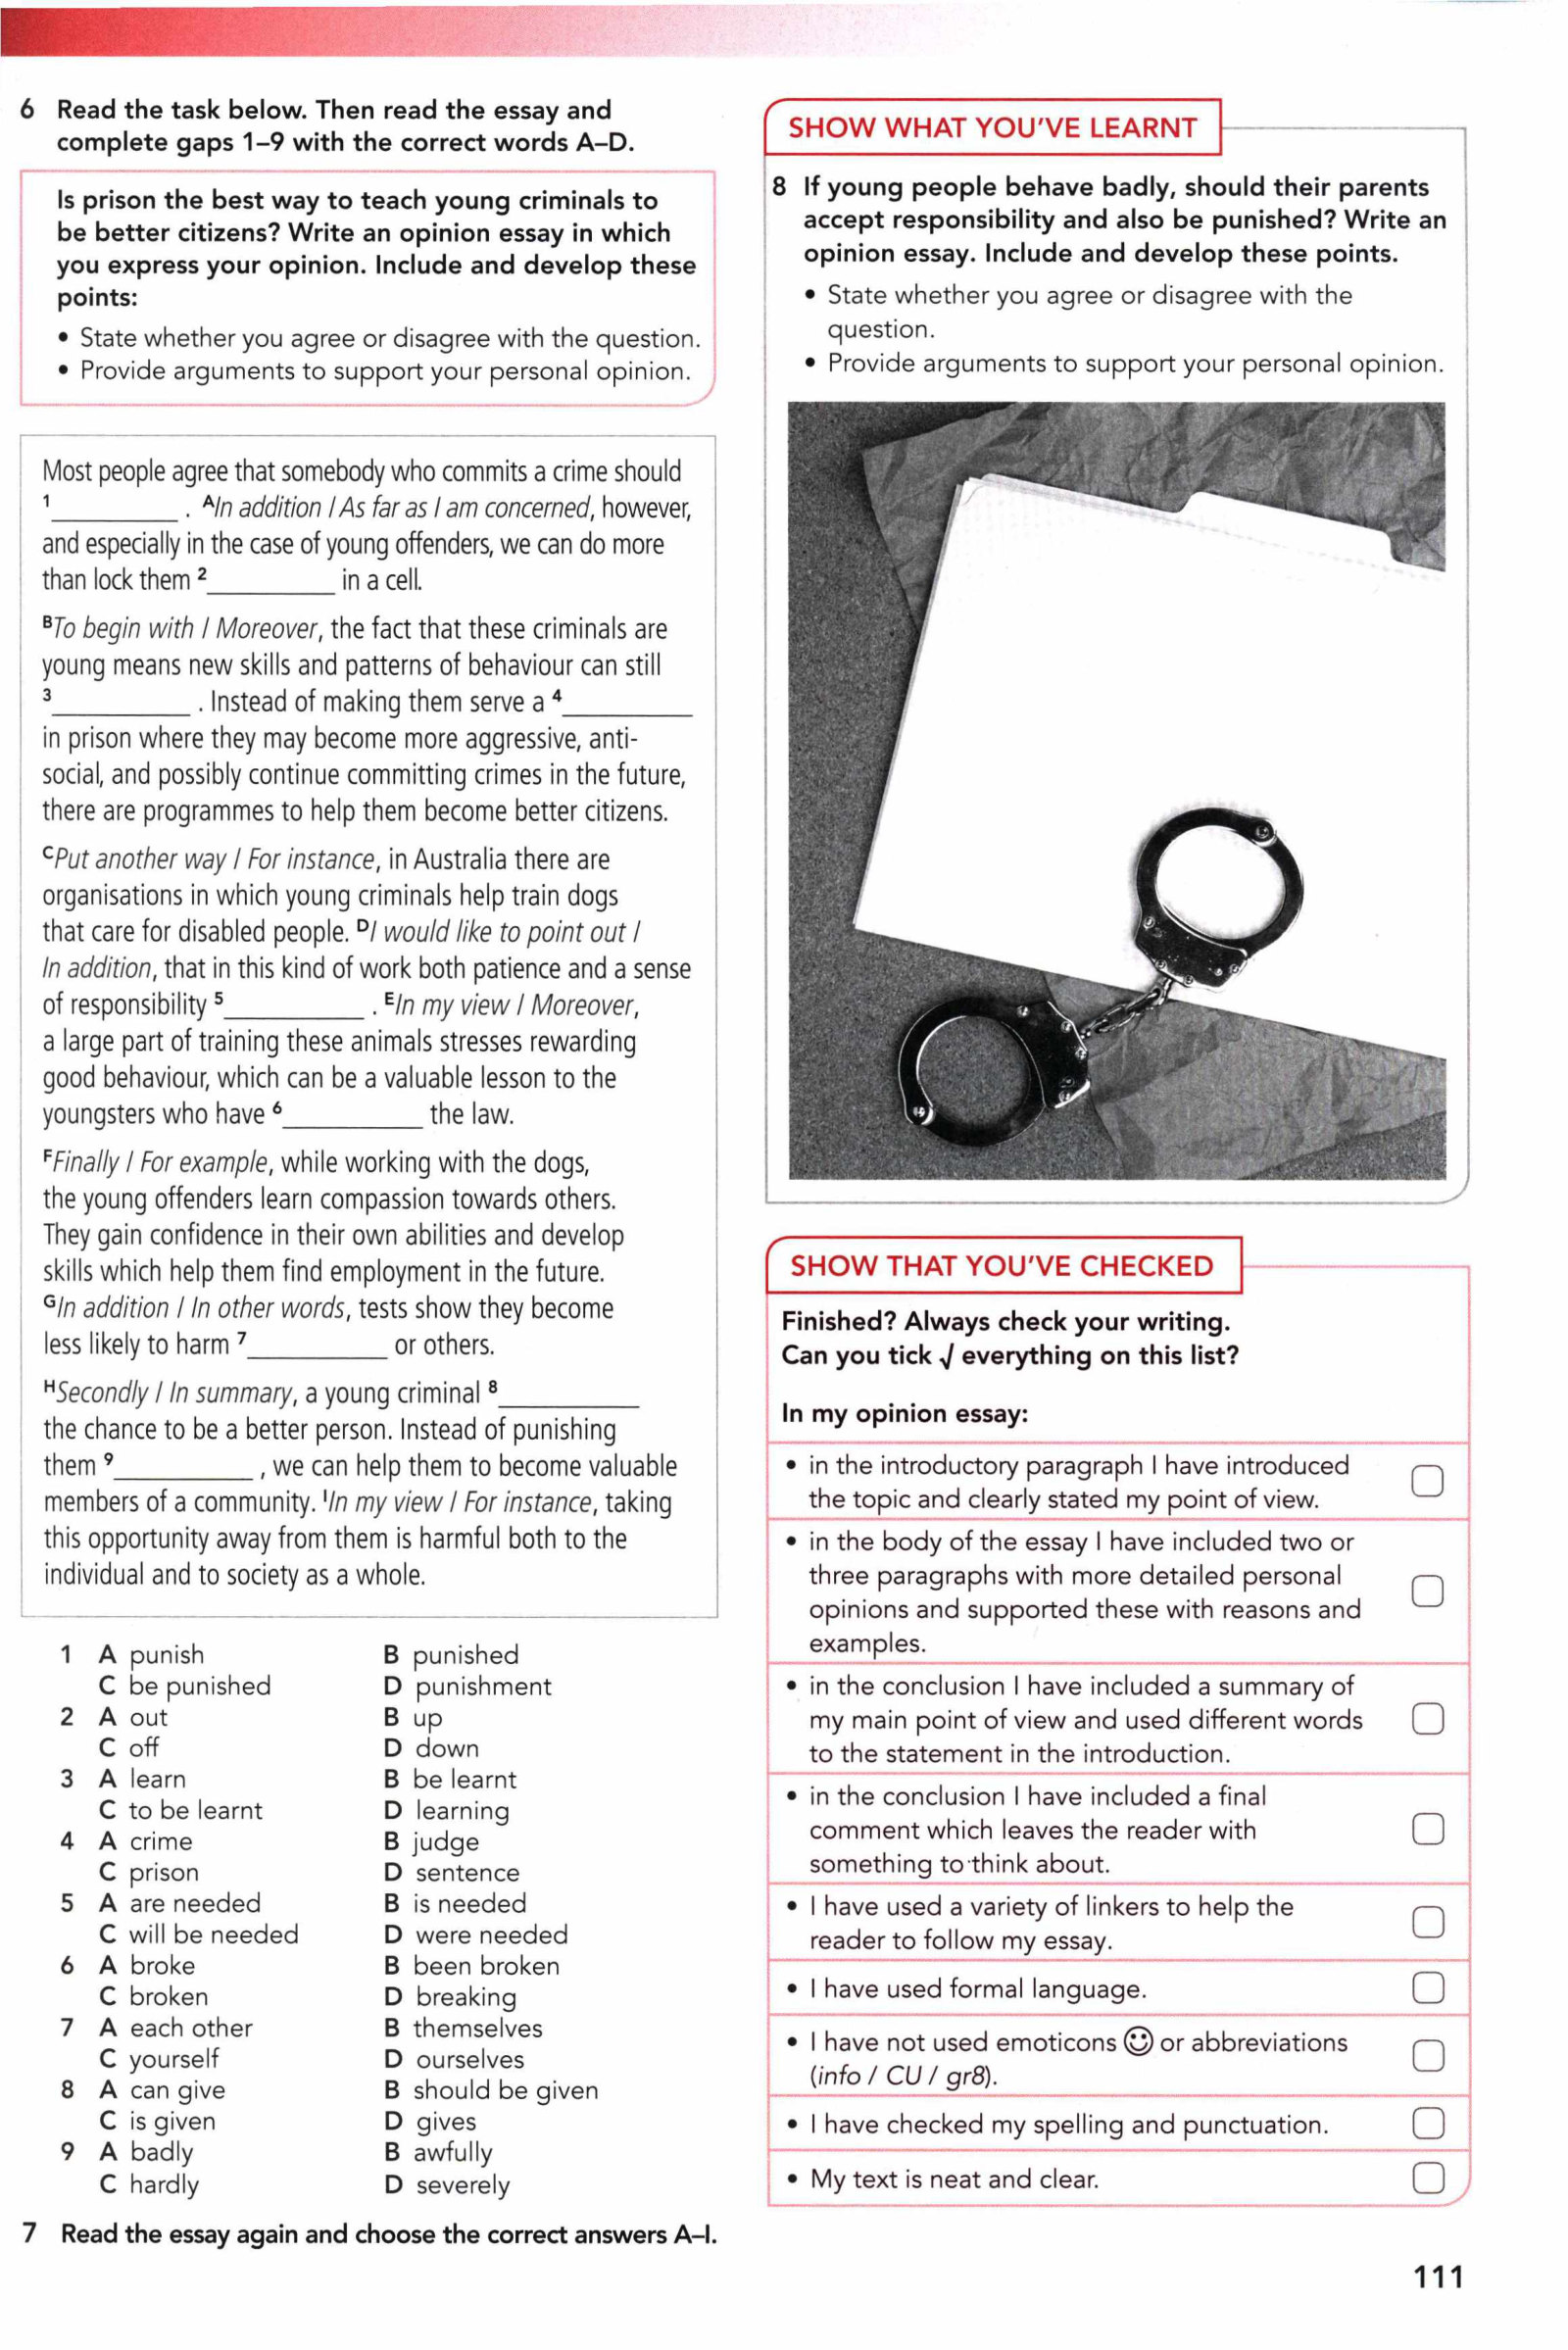 6 Read the task below. Then read the essay and
complete gaps 1–9 with the correct words A–D.
Is prison the best way to teach young criminals to
be better citizens? Write an opinion essay in which
you express your opinion. Include and develop these
points:
• State whether you agree or disagree with the question.
• Provide arguments to support your personal opinion.
Most people agree that somebody who commits a crime should
1__________ . A In addition / As far as I am concerned, however,
and especially in the case of young offenders, we can do more
than lock them 2__________ in a cell.
B To begin with / Moreover, the fact that these criminals are
young means new skills and patterns of behaviour can still
3__________ . Instead of making them serve a 4__________
in prison where they may become more aggressive, anti-
social, and possibly continue committing crimes in the future,
there are programmes to help them become better citizens.
C Put another way / For instance, in Australia there are
organisations in which young criminals help train dogs
that care for disabled people. D I would like to point out /
In addition, that in this kind of work both patience and a sense
of responsibility 5__________ . E In my view / Moreover,
a large part of training these animals stresses rewarding
good behaviour, which can be a valuable lesson to the
youngsters who have 6__________ the law.
F Finally / For example, while working with the dogs,
the young offenders learn compassion towards others.
They gain confidence in their own abilities and develop
skills which help them find employment in the future.
G In addition / In other words, tests show they become
less likely to harm 7__________ or others.
H Secondly / In summary, a young criminal 8__________
the chance to be a better person. Instead of punishing
them 9__________ , we can help them to become valuable
members of a community. I In my view / For instance, taking
this opportunity away from them is harmful both to the
individual and to society as a whole.
1 A punish B punished
C be punished D punishment
2 A out B up
C off D down
3 A learn B be learnt
C to be learnt D learning
4 A crime B judge
C prison D sentence
5 A are needed B is needed
C will be needed D were needed
6 A broke B been broken
C broken D breaking
7 A each other B themselves
C yourself D ourselves
8 A can give B should be given
C is given D gives
9 A badly B awfully
C hardly D severely
7 Read the essay again and choose the correct answers A–I.
SHOW WHAT YOU'VE LEARNT
8 If young people behave badly, should their parents
accept responsibility and also be punished? Write an
opinion essay. Include and develop these points.
• State whether you agree or disagree with the
question.
• Provide arguments to support your personal opinion.
SHOW THAT YOU'VE CHECKED
Finished? Always check your writing.
Can you tick √ everything on this list?
In my opinion essay:
• in the introductory paragraph I have introduced
the topic and clearly stated my point of view.
• in the body of the essay I have included two or
three paragraphs with more detailed personal
opinions and supported these with reasons and
examples.
• in the conclusion I have included a summary of
my main point of view and used different words
to the statement in the introduction.
• in the conclusion I have included a final
comment which leaves the reader with
something to think about.
• I have used a variety of linkers to help the
reader to follow my essay.
• I have used formal language.
• I have not used emoticons ☺ or abbreviations
(info / CU / gr8).
• I have checked my spelling and punctuation.
• My text is neat and clear.
111